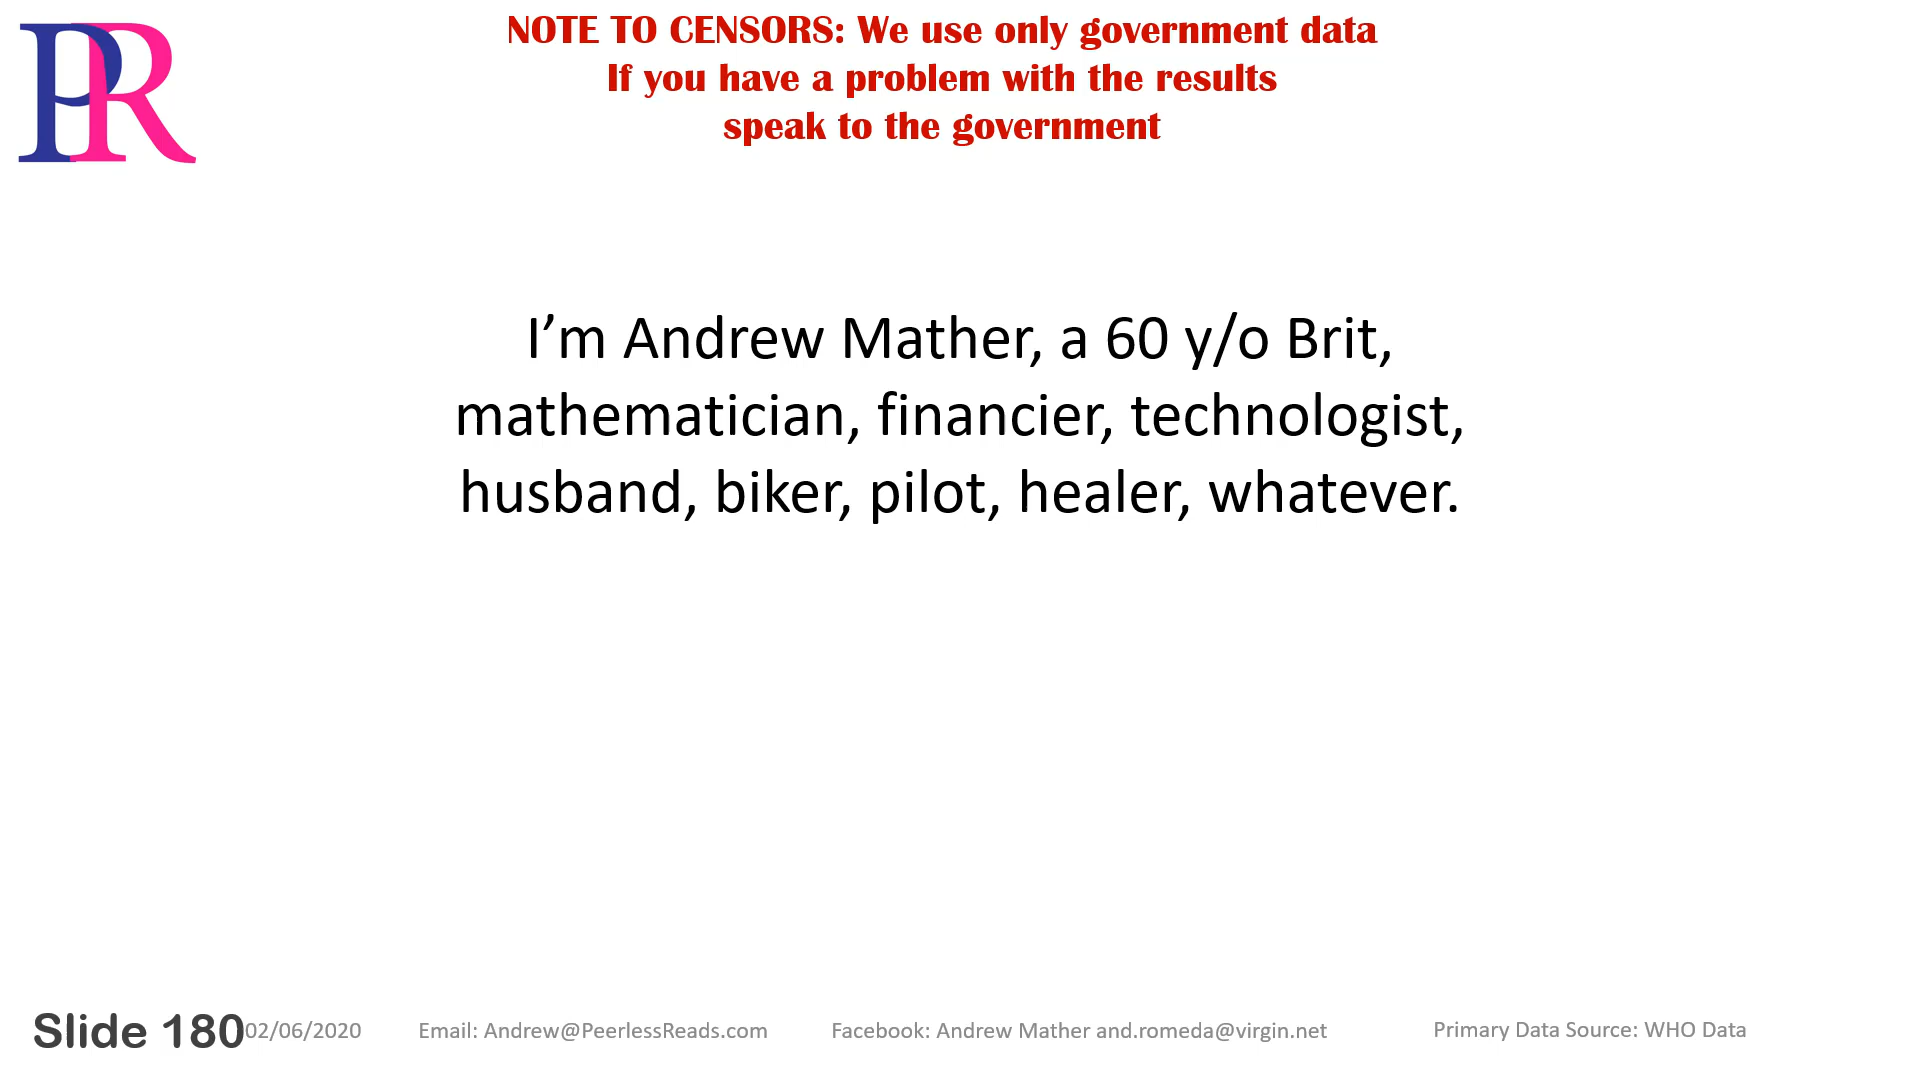 PR
NOTE TO CENSORS: We use only government data
If you have a problem with the results
speak to the government
I’m Andrew Mather, a 60 y/o Brit,
mathematician, financier, technologist,
husband, biker, pilot, healer, whatever.
Slide 180 02/06/2020 Email: Andrew@PeerlessReads.com Facebook: Andrew Mather and.romeda@virgin.net Primary Data Source: WHO Data